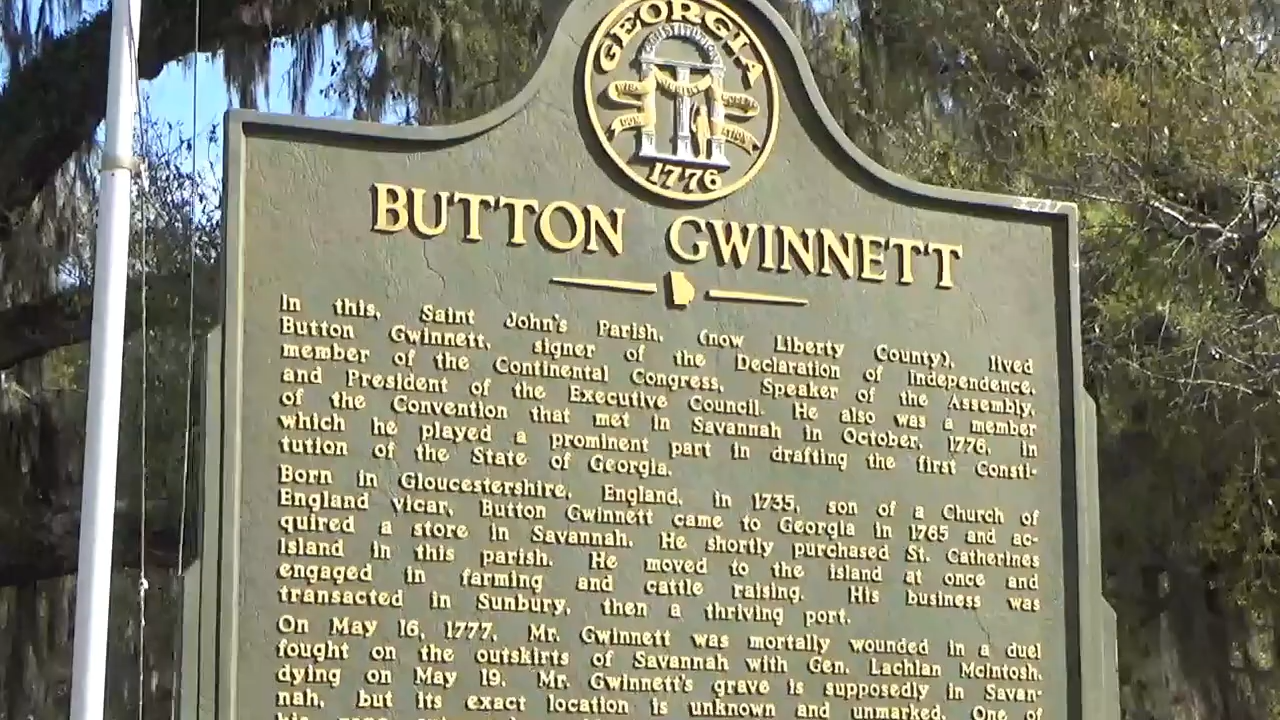 GEORGIA
CONSTITUTION
1776
BUTTON GWINNETT
In this, Saint John's Parish, (now Liberty County), lived
Button Gwinnett, signer of the Declaration of Independence,
member of the Continental Congress, Speaker of the Assembly,
and President of the Executive Council. He also was a member
of the Convention that met in Savannah in October, 1776, in
which he played a prominent part in drafting the first Consti-
tution of the State of Georgia.
Born in Gloucestershire, England, in 1735, son of a Church of
England vicar, Button Gwinnett came to Georgia in 1765 and ac-
quired a store in Savannah. He shortly purchased St. Catherines
Island in this parish. He moved to the island at once and
engaged in farming and cattle raising. His business was
transacted in Sunbury, then a thriving port.
On May 16, 1777, Mr. Gwinnett was mortally wounded in a duel
fought on the outskirts of Savannah with Gen. Lachlan McIntosh,
dying on May 19. Mr. Gwinnett's grave is supposedly in Savan-
nah, but its exact location is unknown and unmarked. One of